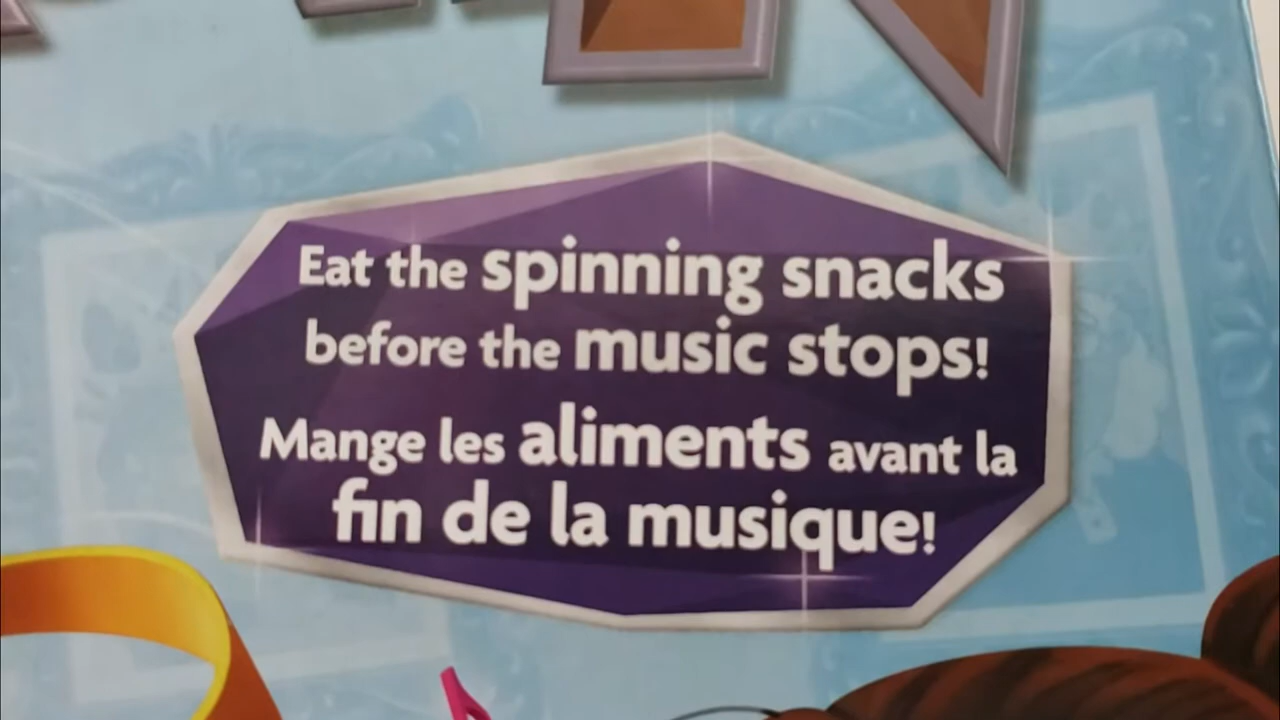 Eat the spinning snacks
before the music stops!
Mange les aliments avant la
fin de la musique!